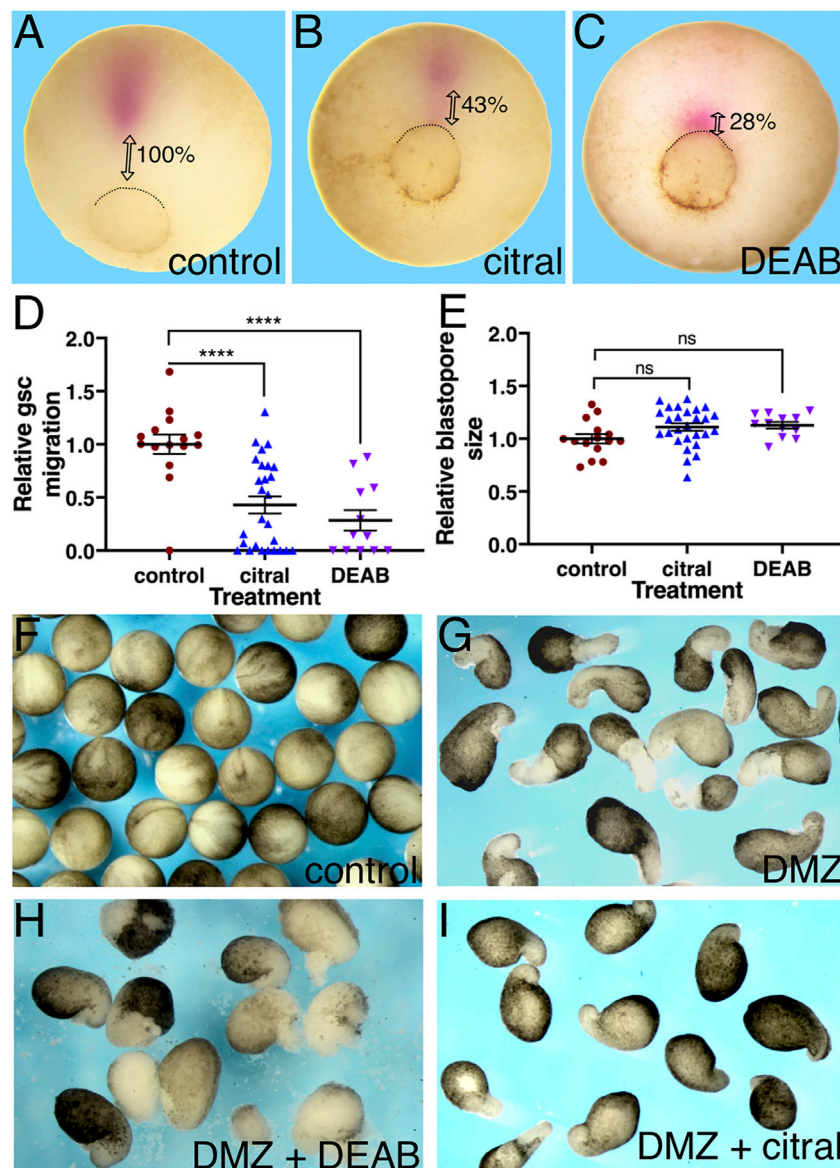 A
B
C
100%
43%
28%
control
citral
DEAB
D
E
****
****
ns
ns
Relative gsc
migration
2.0
1.5
1.0
0.5
0.0
control
citral
DEAB
Treatment
Relative blastopore
size
2.0
1.5
1.0
0.5
0.0
control
citral
DEAB
Treatment
F
G
control
DMZ
H
I
DMZ + DEAB
DMZ + citral